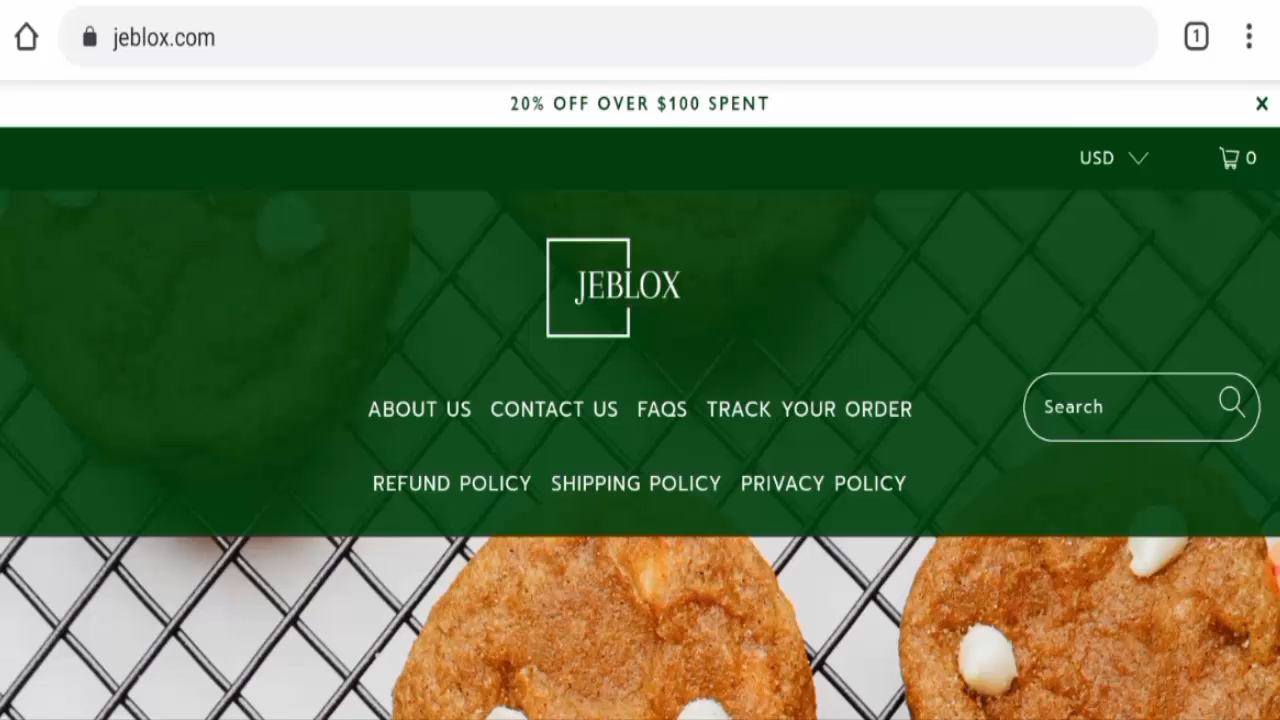 jeblox.com
1
20% OFF OVER $100 SPENT
X
USD
0
JEBLOX
ABOUT US CONTACT US FAQS TRACK YOUR ORDER
Search
REFUND POLICY SHIPPING POLICY PRIVACY POLICY